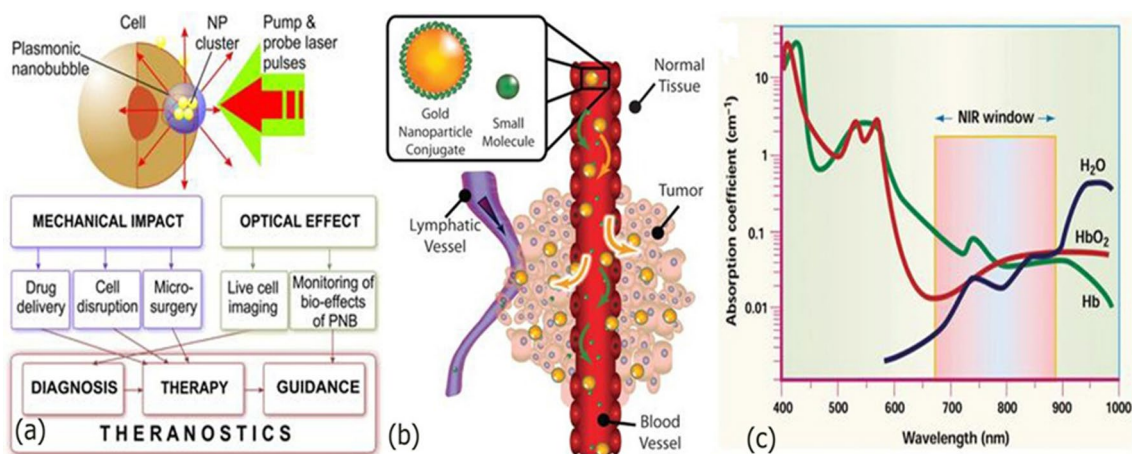 Cell
NP
cluster
Pump &
probe laser
pulses
Plasmonic
nanobubble
MECHANICAL IMPACT
OPTICAL EFFECT
Drug
delivery
Cell
disruption
Micro-
surgery
Live cell
imaging
Monitoring of
bio-effects
of PNB
DIAGNOSIS
THERAPY
GUIDANCE
THERANOSTICS
(a)
Gold
Nanoparticle
Conjugate
Small
Molecule
Normal
Tissue
Lymphatic
Vessel
Tumor
Blood
Vessel
(b)
Absorption coefficient (cm⁻¹)
10
1
0.1
0.01
.1
NIR window
H₂O
HbO₂
Hb
400
500
600
700
800
900
1000
Wavelength (nm)
(c)